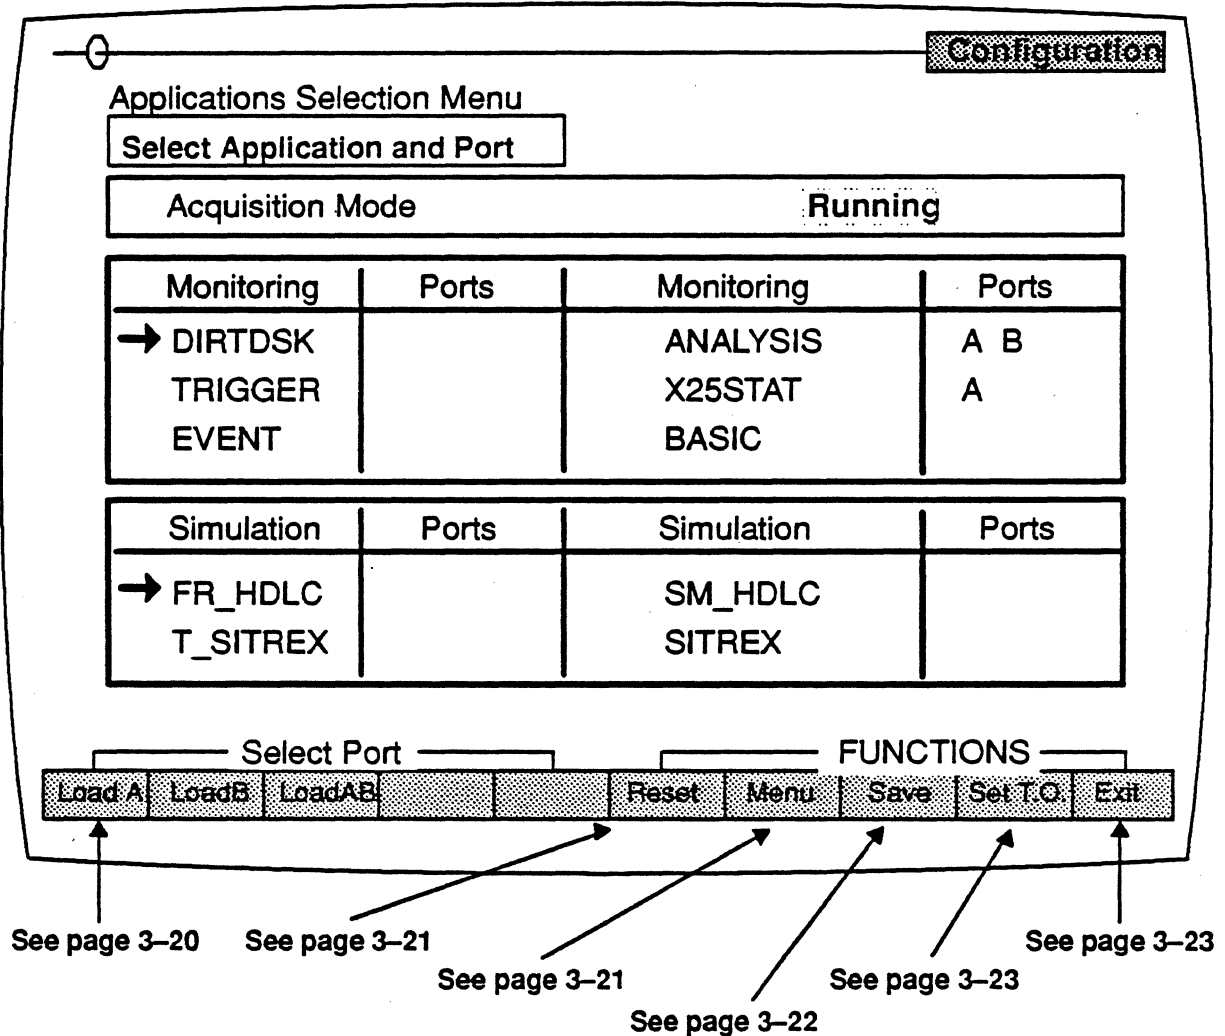 Configuration
Applications Selection Menu
Select Application and Port
Acquisition Mode Running
Monitoring Ports Monitoring Ports
DIRTDSK ANALYSIS A B
TRIGGER X25STAT A
EVENT BASIC
Simulation Ports Simulation Ports
FR_HDLC SM_HDLC
T_SITREX SITREX
Select Port FUNCTIONS
Load A LoadB LoadAB Reset Menu Save Set T.O. Exit
See page 3–20 See page 3–21 See page 3–23
See page 3–21 See page 3–23
See page 3–22